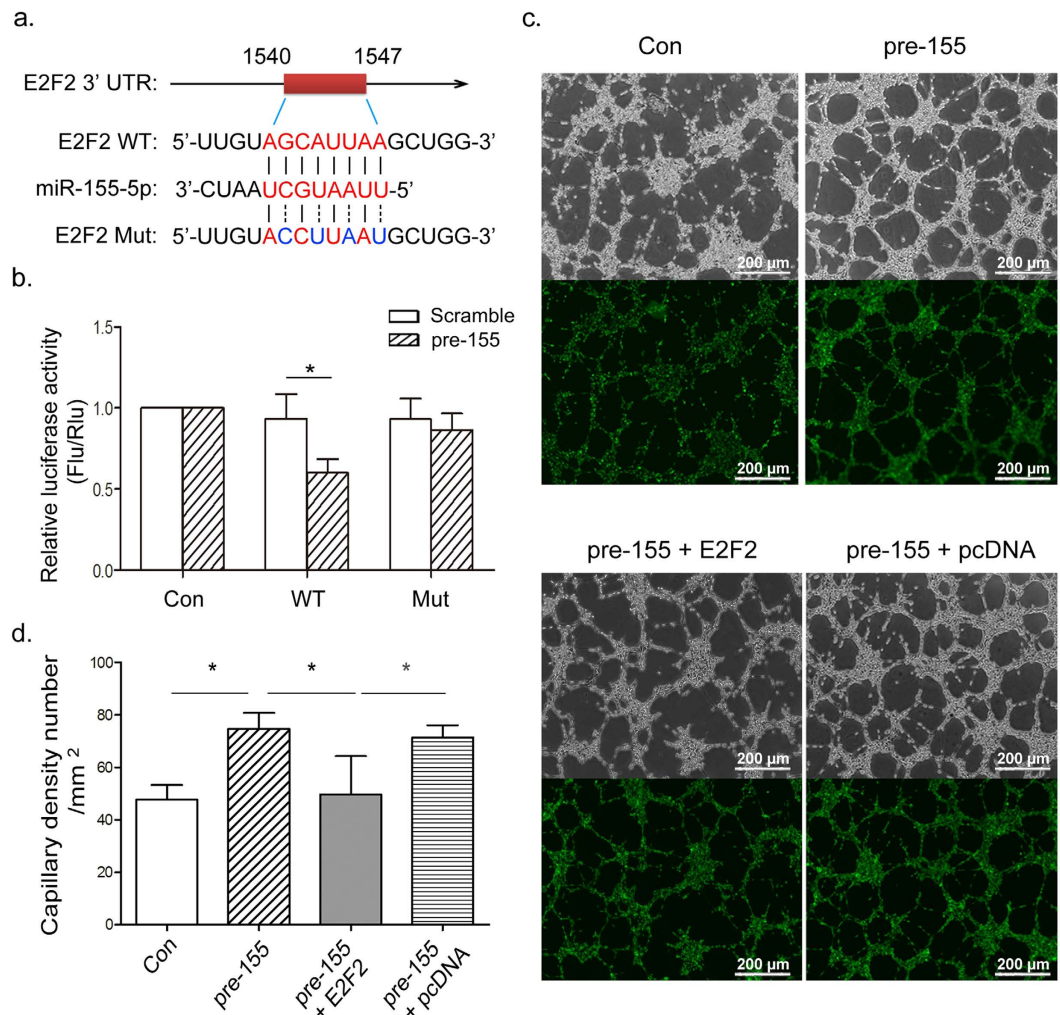 a.
1540 1547
E2F2 3’ UTR:
E2F2 WT: 5’-UUGUAGCAUUAAGCUGG-3’
miR-155-5p: 3’-CUAAUCGUAAUU-5’
E2F2 Mut: 5’-UUGUACCUUAAUGCUGG-3’
b.
Relative luciferase activity
(Flu/Rlu)
1.5
1.0
0.5
0.0
Scramble
pre-155
*
Con WT Mut
d.
Capillary density number
/mm²
100
80
60
40
20
0
* * *
Con
pre-155
pre-155
+ E2F2
pre-155
+ pcDNA
c.
Con pre-155
200 µm 200 µm
200 µm 200 µm
pre-155 + E2F2 pre-155 + pcDNA
200 µm 200 µm
200 µm 200 µm